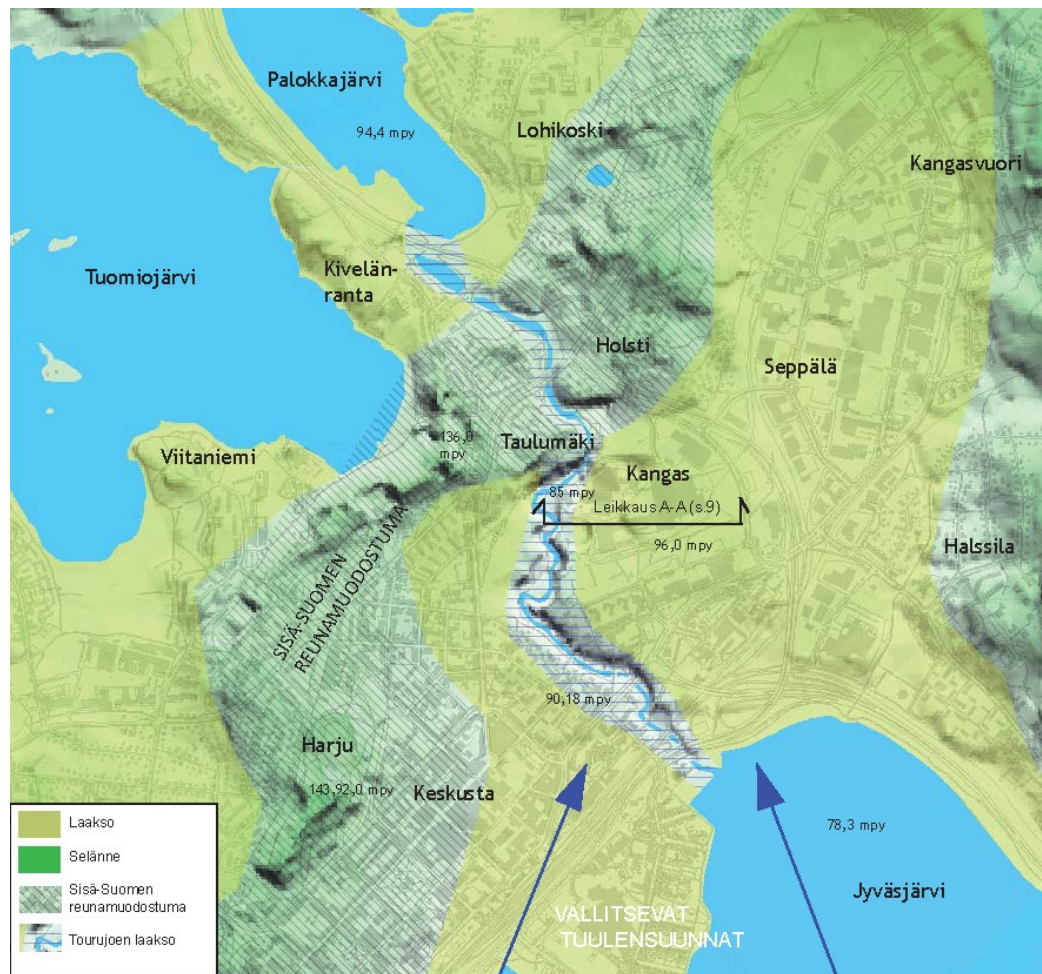 Palokkajärvi
94,4 mpy
Lohikoski
Kangasvuori
Tuomiojärvi
Kivelän-
ranta
Holsti
Seppälä
136,0
mpy
Taulumäki
Viitaniemi
Kangas
85 mpy
Leikkaus A-A (s.9)
96,0 mpy
Halssila
SISÄ-SUOMEN
REUNAMUODOSTUMA
90,18 mpy
Harju
143,92,0 mpy
Keskusta
78,3 mpy
Jyväsjärvi
Laakso
Selänne
Sisä-Suomen
reunamuodostuma
Tourujoen laakso
VALLITSEVAT
TUULENSUUNNAT